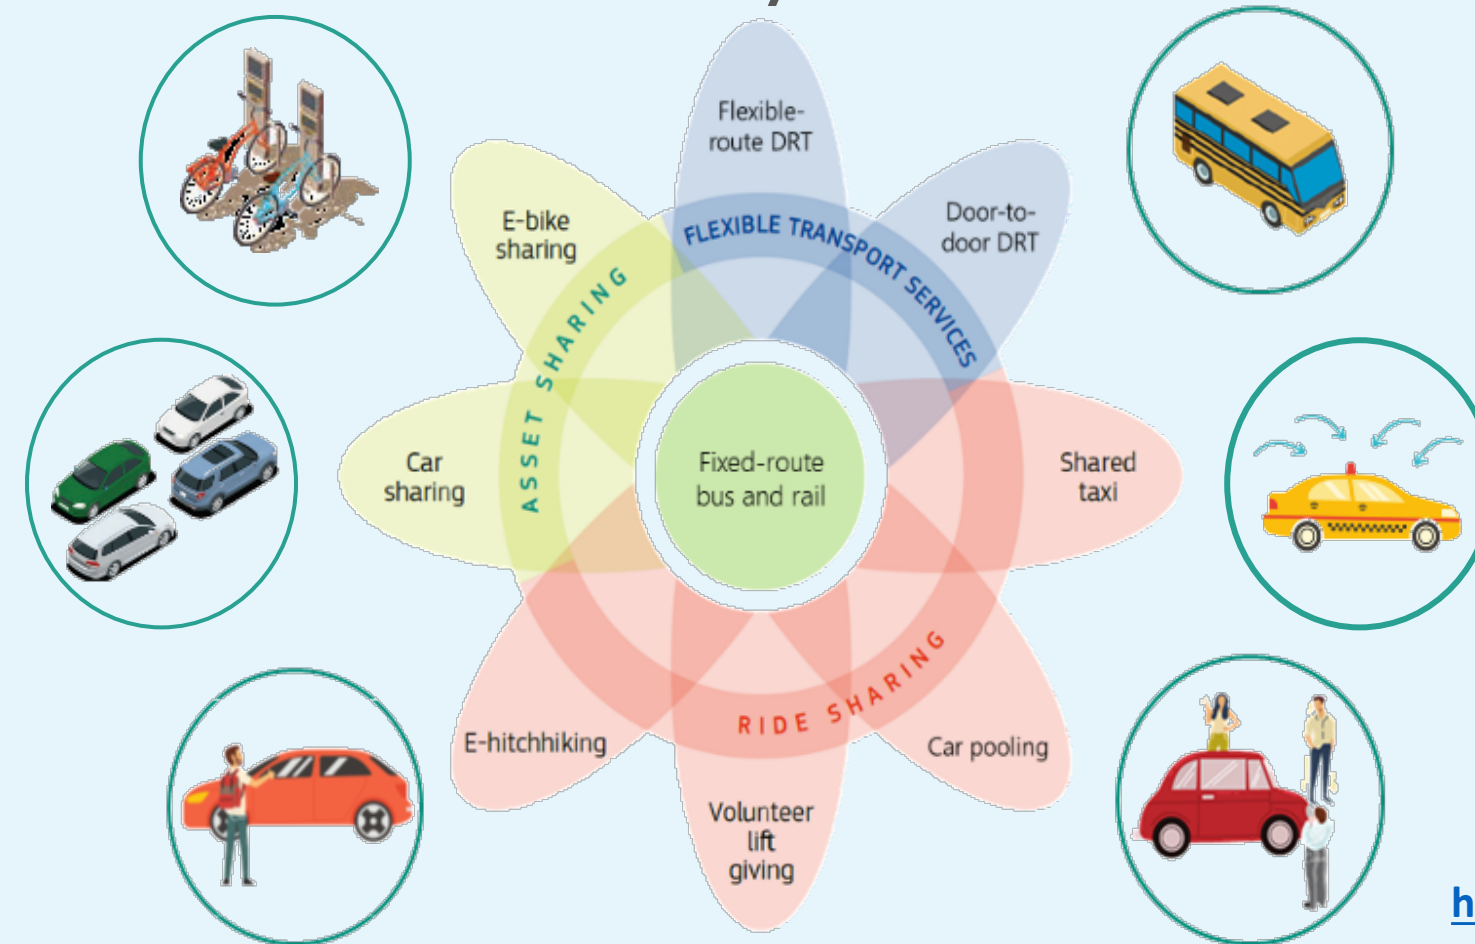 Flexible-
route DRT
Door-to-
door DRT
E-bike
sharing
FLEXIBLE TRANSPORT SERVICES
ASSET SHARING
Car
sharing
Fixed-route
bus and rail
Shared
taxi
RIDE SHARING
E-hitchhiking
Car pooling
Volunteer
lift
giving
h